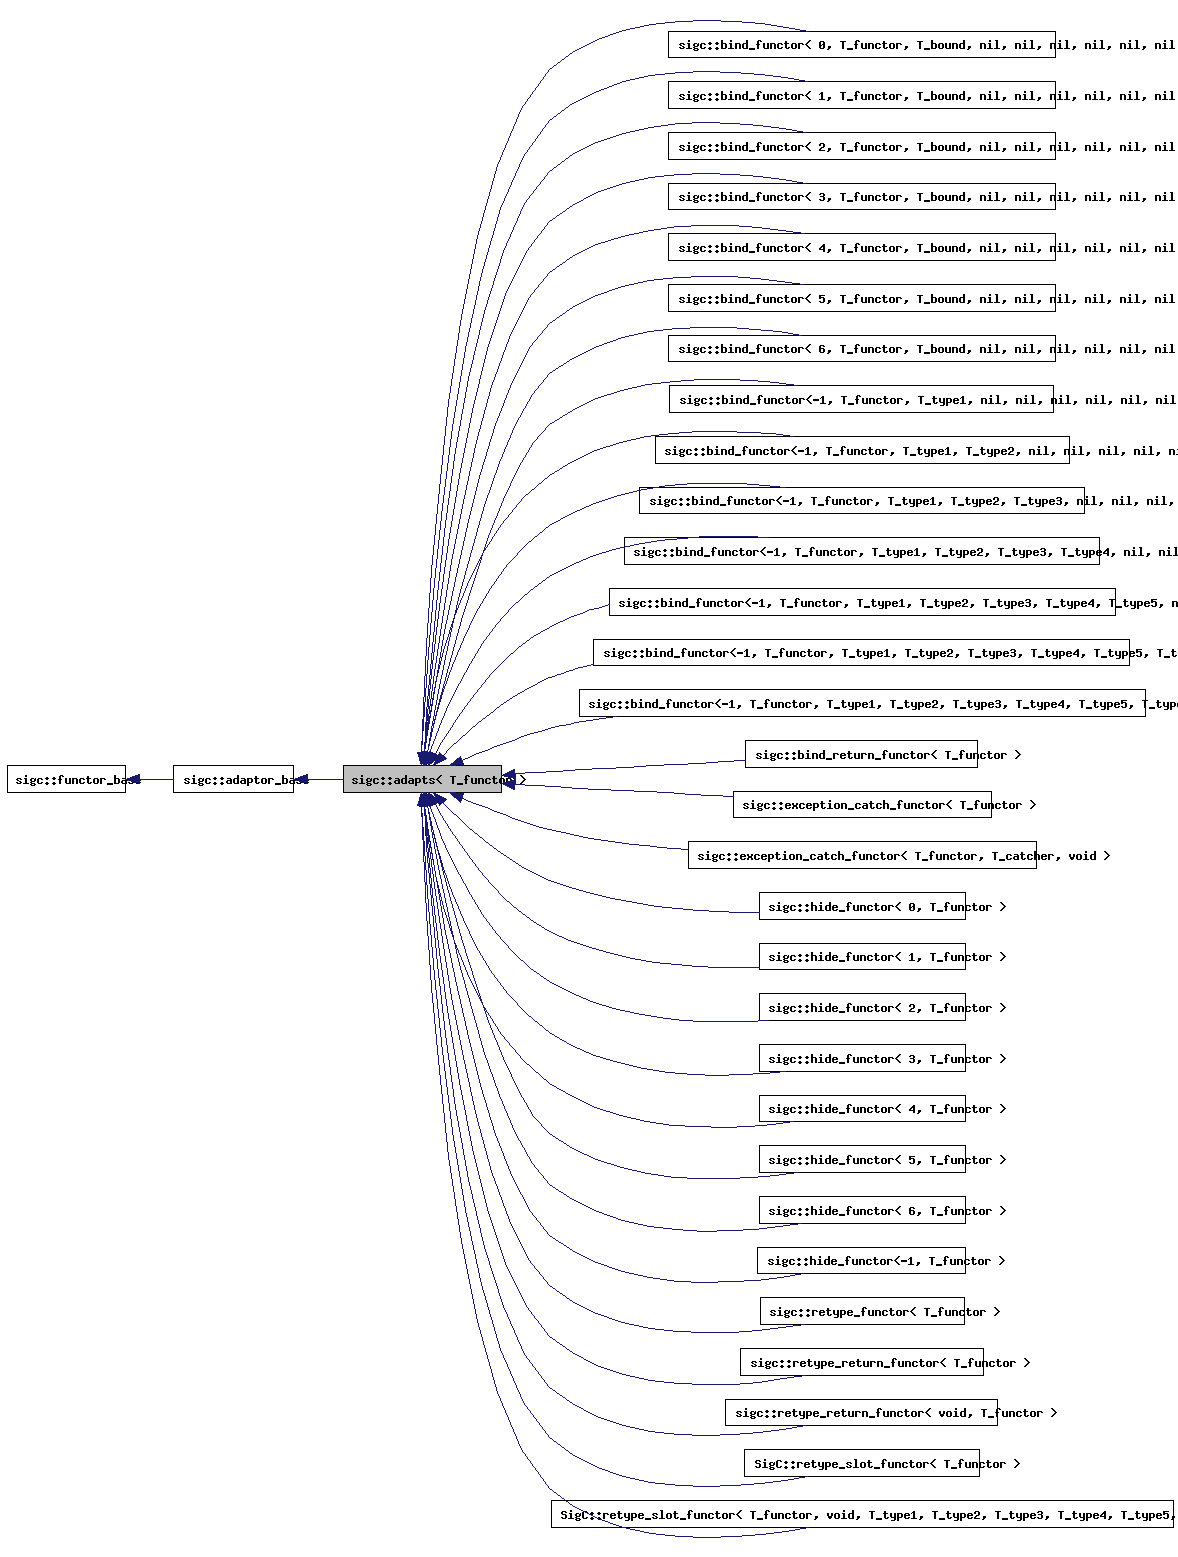 sigc::bind_functor< 0, T_functor, T_bound, nil, nil, nil, nil, nil, nil
sigc::bind_functor< 1, T_functor, T_bound, nil, nil, nil, nil, nil, nil
sigc::bind_functor< 2, T_functor, T_bound, nil, nil, nil, nil, nil, nil
sigc::bind_functor< 3, T_functor, T_bound, nil, nil, nil, nil, nil, nil
sigc::bind_functor< 4, T_functor, T_bound, nil, nil, nil, nil, nil, nil
sigc::bind_functor< 5, T_functor, T_bound, nil, nil, nil, nil, nil, nil
sigc::bind_functor< 6, T_functor, T_bound, nil, nil, nil, nil, nil, nil
sigc::bind_functor<-1, T_functor, T_type1, nil, nil, nil, nil, nil, nil
sigc::bind_functor<-1, T_functor, T_type1, T_type2, nil, nil, nil, nil,
sigc::bind_functor<-1, T_functor, T_type1, T_type2, T_type3, nil, nil, nil,
sigc::bind_functor<-1, T_functor, T_type1, T_type2, T_type3, T_type4, nil, nil
sigc::bind_functor<-1, T_functor, T_type1, T_type2, T_type3, T_type4, T_type5,
sigc::bind_functor<-1, T_functor, T_type1, T_type2, T_type3, T_type4, T_type5,
sigc::bind_functor<-1, T_functor, T_type1, T_type2, T_type3, T_type4, T_type5,
sigc::bind_return_functor< T_functor >
sigc::functor_base
sigc::adaptor_base
sigc::adapts< T_functor >
sigc::exception_catch_functor< T_functor >
sigc::exception_catch_functor< T_functor, T_catcher, void >
sigc::hide_functor< 0, T_functor >
sigc::hide_functor< 1, T_functor >
sigc::hide_functor< 2, T_functor >
sigc::hide_functor< 3, T_functor >
sigc::hide_functor< 4, T_functor >
sigc::hide_functor< 5, T_functor >
sigc::hide_functor< 6, T_functor >
sigc::hide_functor<-1, T_functor >
sigc::retype_functor< T_functor >
sigc::retype_return_functor< T_functor >
sigc::retype_return_functor< void, T_functor >
SigC::retype_slot_functor< T_functor >
SigC::retype_slot_functor< T_functor, void, T_type1, T_type2, T_type3, T_type4, T_type5,